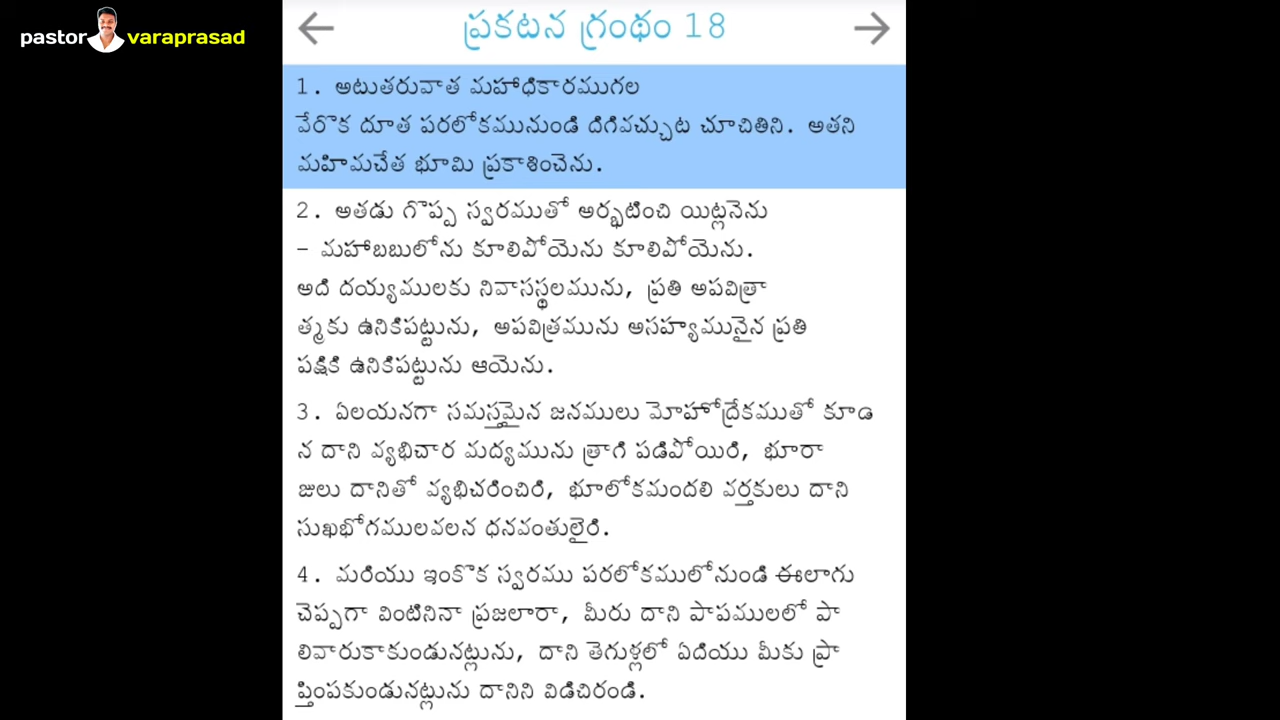 pastor varaprasad
ప్రకటన గ్రంథం 18
1. అటుతరువాత మహాధికారముగల
వేరొక దూత పరలోకమునుండి దిగివచ్చుట చూచితిని. అతని
మహిమచేత భూమి ప్రకాశించెను.
2. అతడు గొప్ప స్వరముతో అర్భటించి యిట్లనెను
– మహాబబులోను కూలిపోయెను కూలిపోయెను.
అది దయ్యములకు నివాసస్థలమును, ప్రతి అపవిత్రా
త్మకు ఉనికిపట్టును, అపవిత్రమును అసహ్యమునైన ప్రతి
పక్షికి ఉనికిపట్టును ఆయెను.
3. ఏలయనగా సమస్తమైన జనములు మోహోద్రేకముతో కూడ
న దాని వ్యభిచార మద్యమును త్రాగి పడిపోయిరి, భూరా
జులు దానితో వ్యభిచరించిరి, భూలోకమందలి వర్తకులు దాని
సుఖభోగములవలన ధనవంతులైరి.
4. మరియు ఇంకొక స్వరము పరలోకములోనుండి ఈలాగు
చెప్పగా వింటినినా ప్రజలారా, మీరు దాని పాపములలో పా
లివారుకాకుండునట్లును, దాని తెగుళ్లలో ఏదియు మీకు ప్రా
ప్తింపకుండునట్లును దానిని విడిచిరండి.